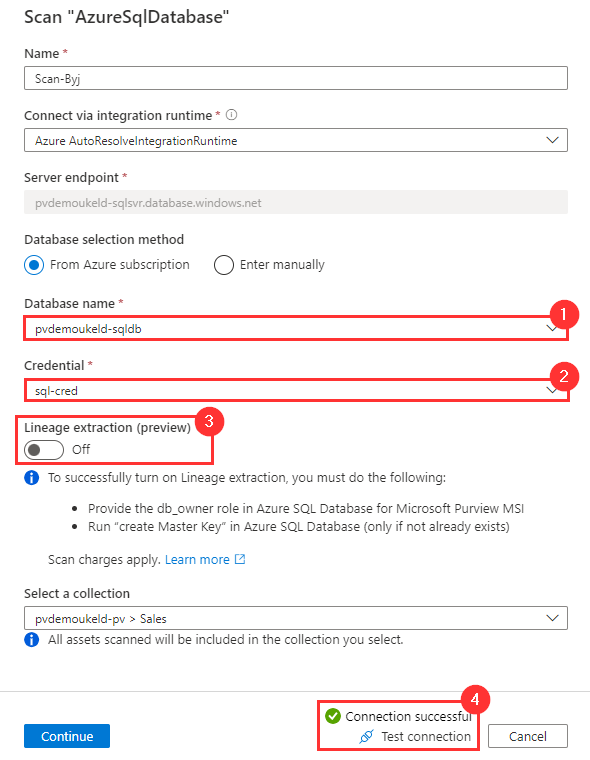 Scan "AzureSqlDatabase"
Name *
Scan-Byj
Connect via integration runtime *
Azure AutoResolveIntegrationRuntime
Server endpoint *
pvdemoukeld-sqlsvr.database.windows.net
Database selection method
From Azure subscription Enter manually
Database name *
1
pvdemoukeld-sqldb
Credential *
2
sql-cred
Lineage extraction (preview) 3
Off
To successfully turn on Lineage extraction, you must do the following:
• Provide the db_owner role in Azure SQL Database for Microsoft Purview MSI
• Run “create Master Key” in Azure SQL Database (only if not already exists)
Scan charges apply. Learn more
Select a collection
pvdemoukeld-pv > Sales
All assets scanned will be included in the collection you select.
4
Connection successful
Continue Test connection Cancel